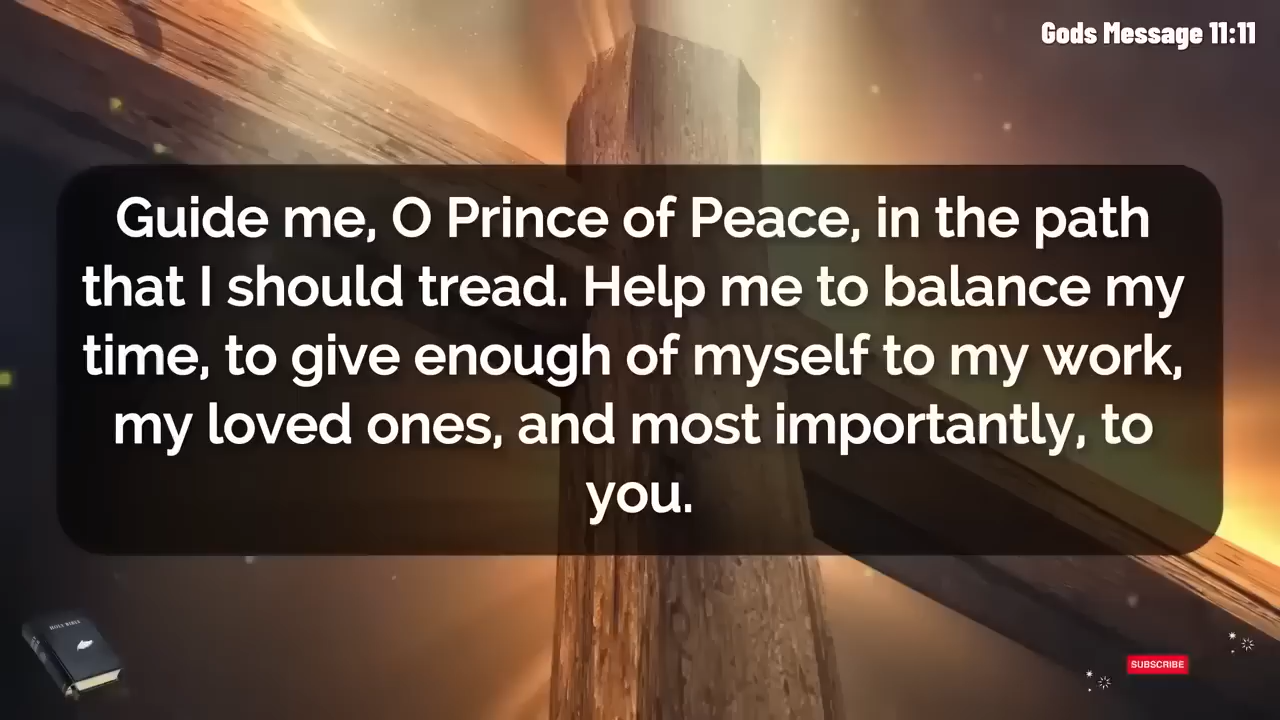 Gods Message 11:11
Guide me, O Prince of Peace, in the path
that I should tread. Help me to balance my
time, to give enough of myself to my work,
my loved ones, and most importantly, to
you.
HOLY BIBLE
SUBSCRIBE